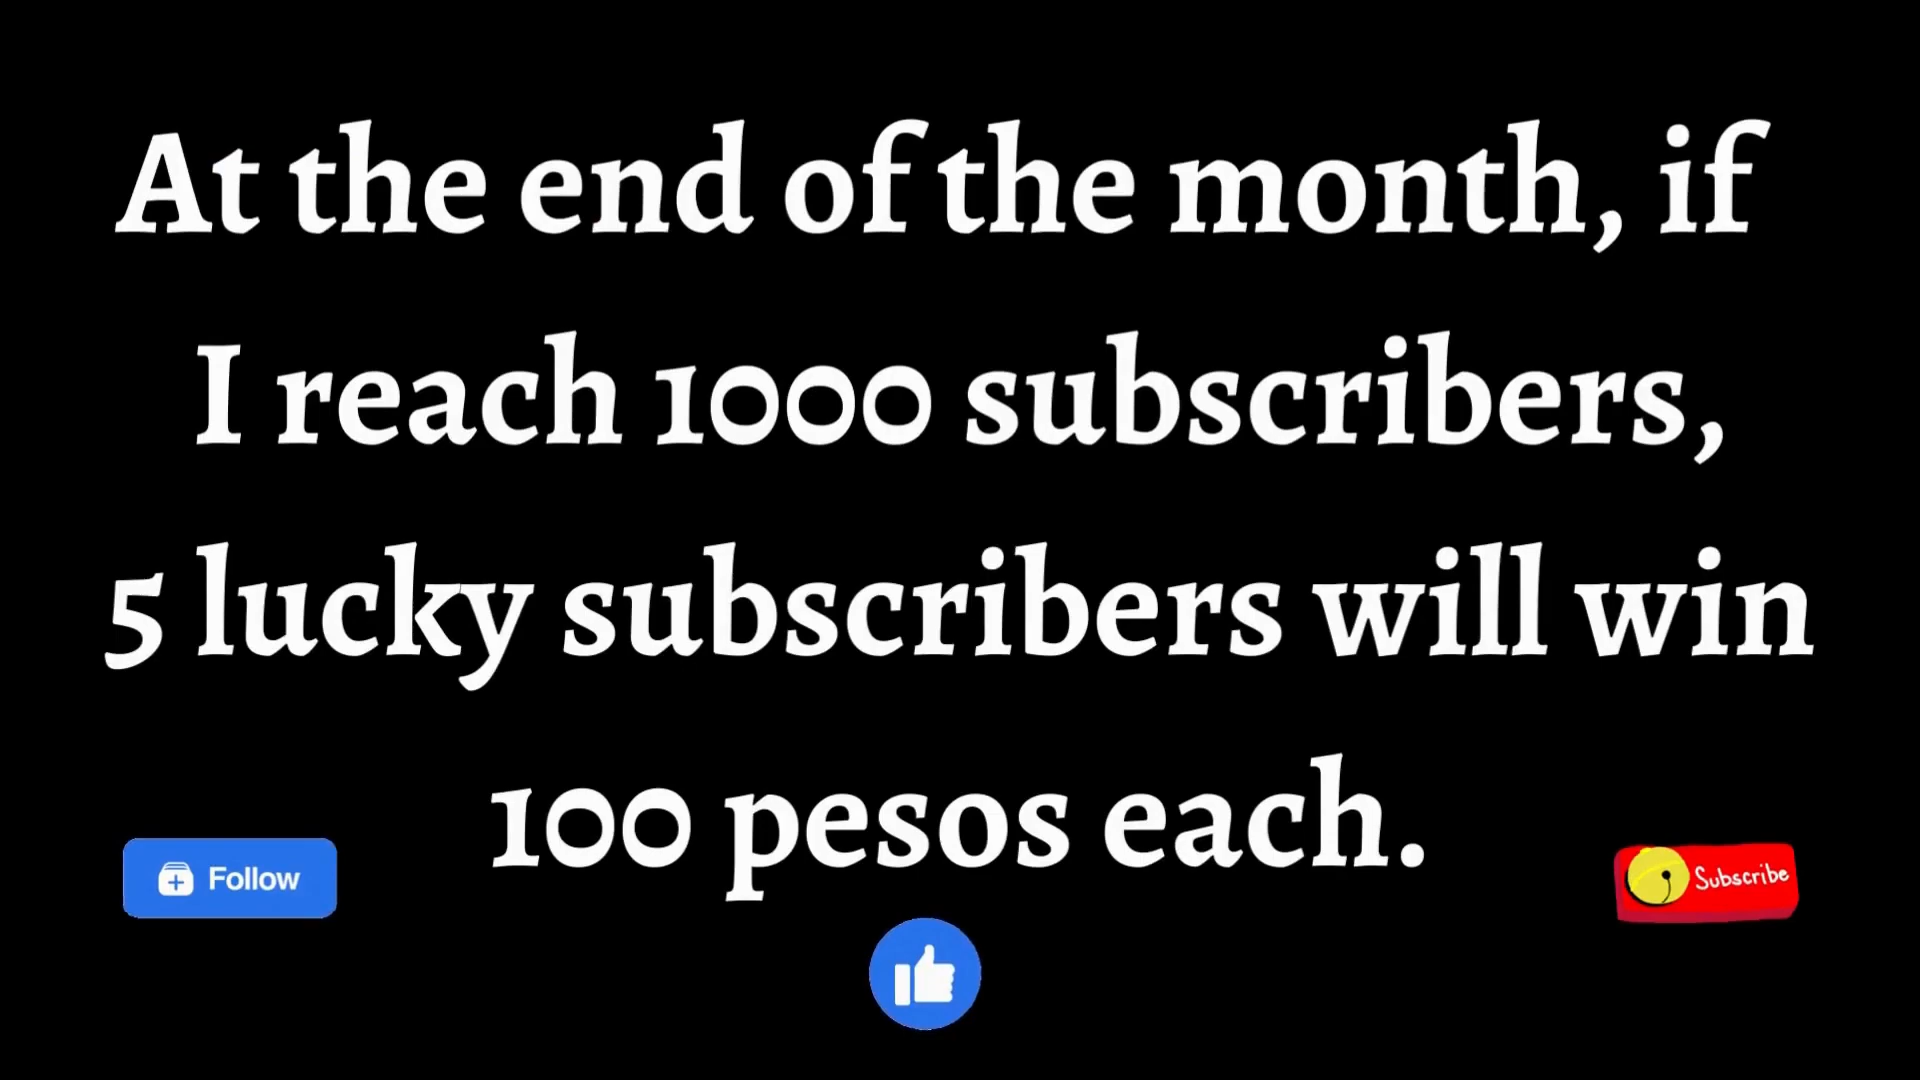 At the end of the month, if
I reach 1000 subscribers,
5 lucky subscribers will win
100 pesos each.
Follow
Subscribe